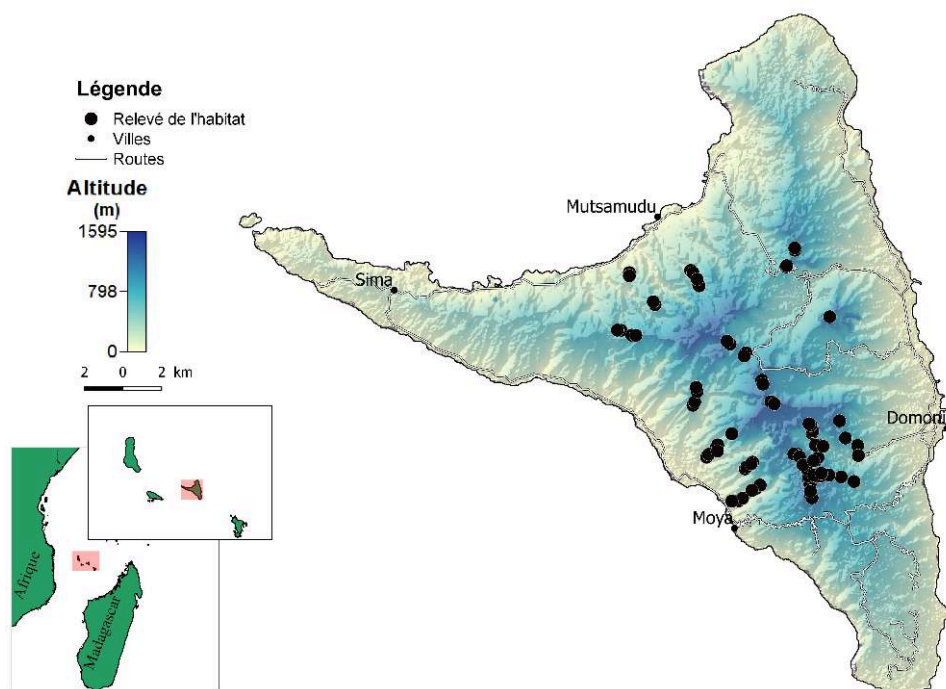 Légende
Relevé de l'habitat
Villes
Routes
Altitude
(m)
1595
798
0
2 0 2 km
Mutsamudu
Sima
Domoni
Moya
Afrique
Madagascar